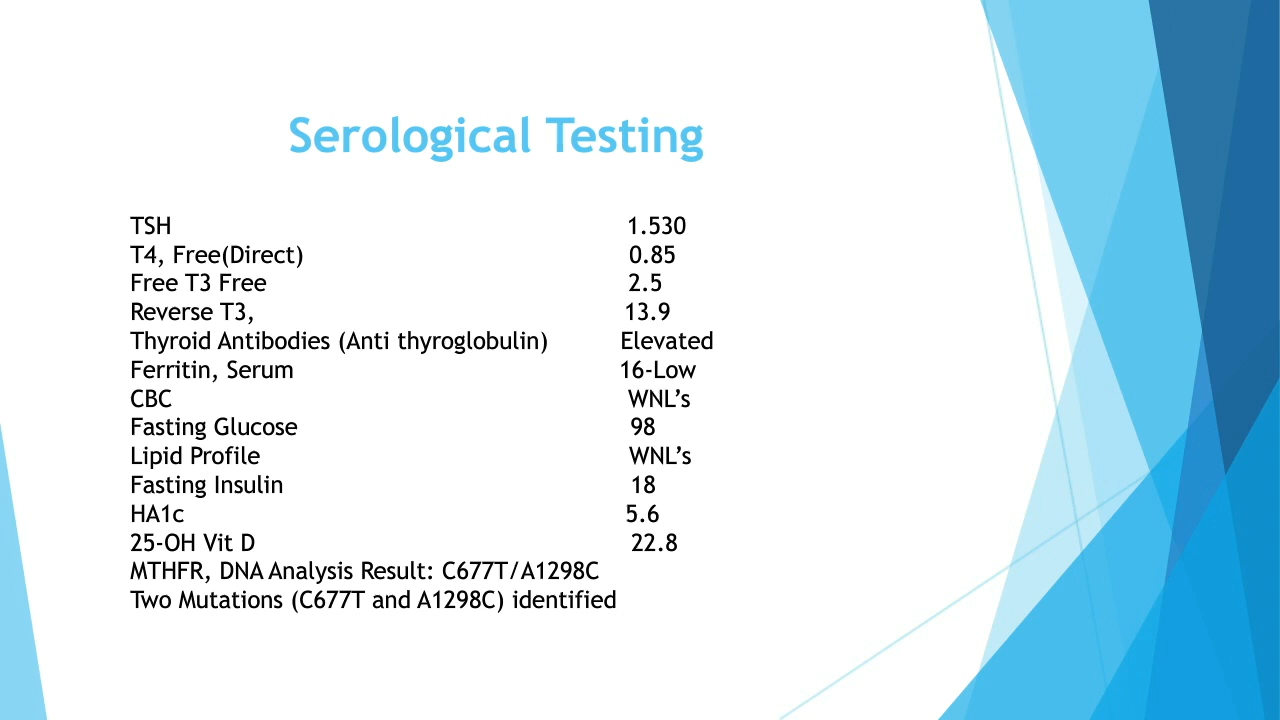 Serological Testing
TSH 1.530
T4, Free(Direct) 0.85
Free T3 Free 2.5
Reverse T3, 13.9
Thyroid Antibodies (Anti thyroglobulin) Elevated
Ferritin, Serum 16-Low
CBC WNL’s
Fasting Glucose 98
Lipid Profile WNL’s
Fasting Insulin 18
HA1c 5.6
25-OH Vit D 22.8
MTHFR, DNA Analysis Result: C677T/A1298C
Two Mutations (C677T and A1298C) identified